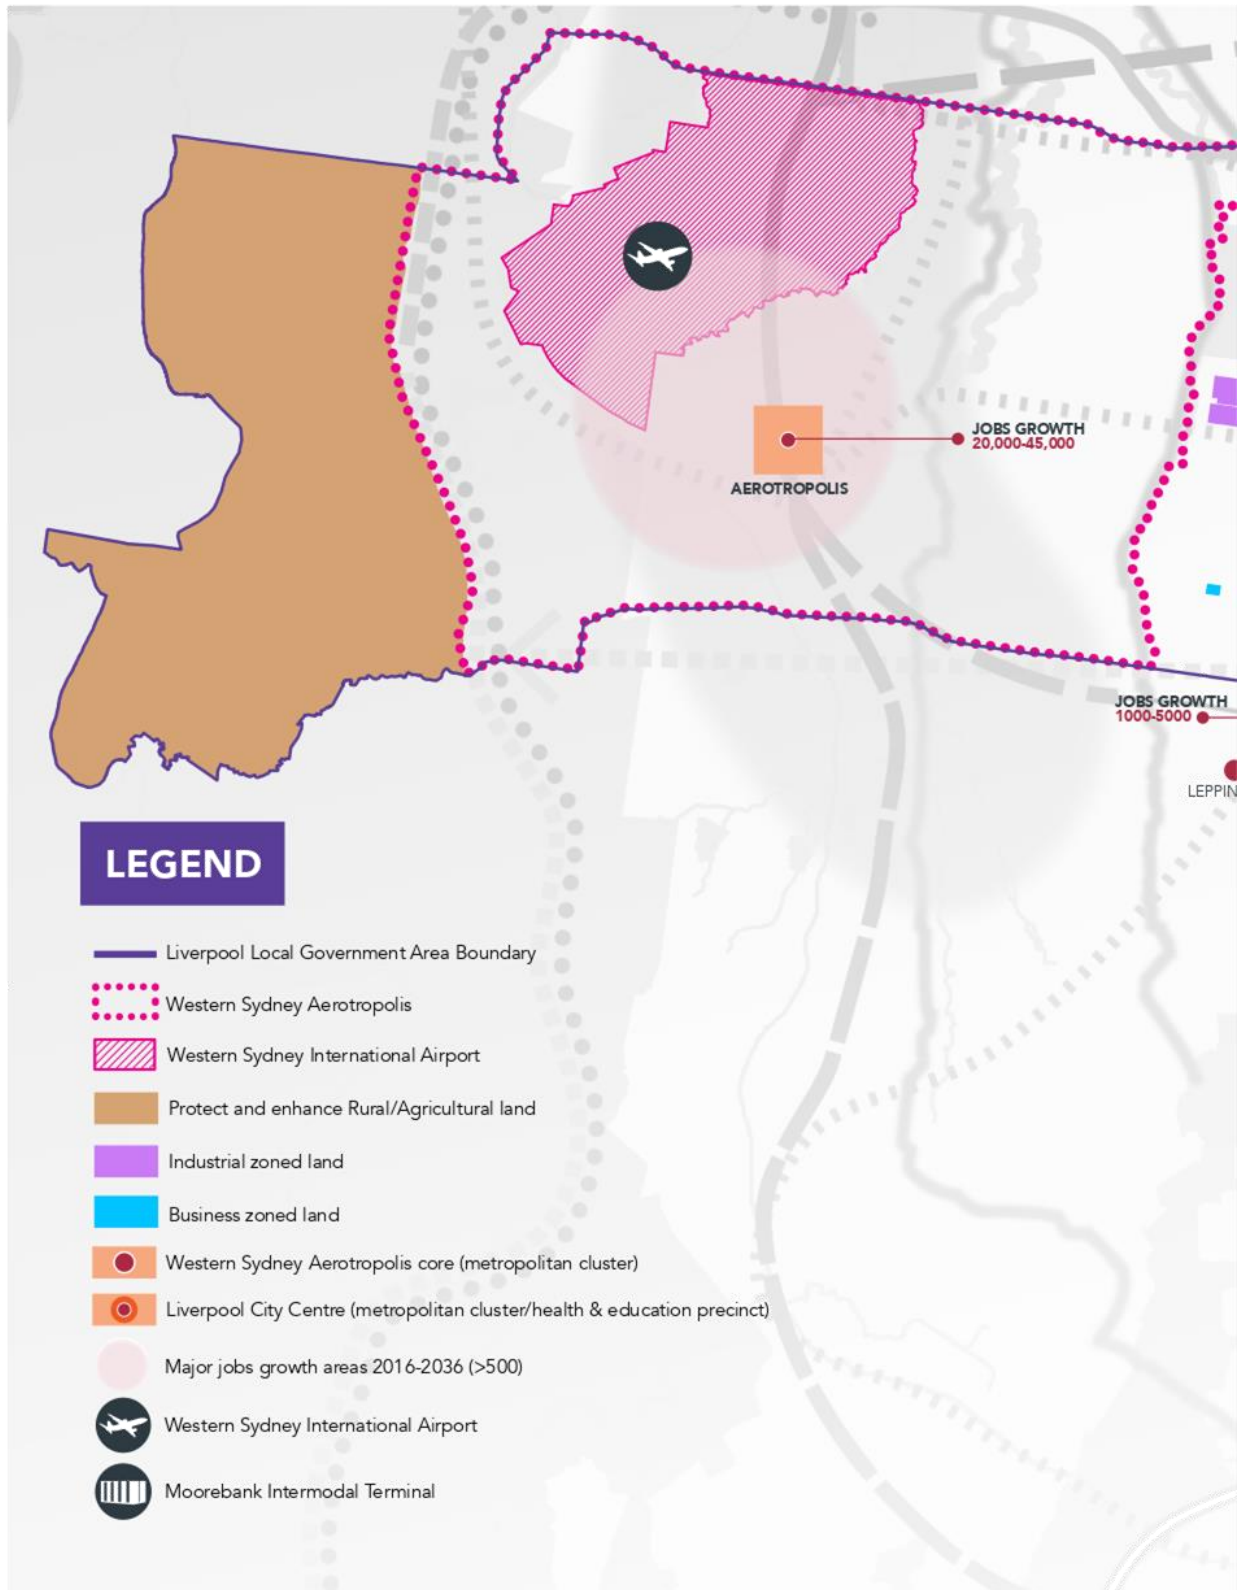 JOBS GROWTH
20,000-45,000
AEROTROPOLIS
JOBS GROWTH
1000-5000
LEPPIN
LEGEND
Liverpool Local Government Area Boundary
Western Sydney Aerotropolis
Western Sydney International Airport
Protect and enhance Rural/Agricultural land
Industrial zoned land
Business zoned land
Western Sydney Aerotropolis core (metropolitan cluster)
Liverpool City Centre (metropolitan cluster/health & education precinct)
Major jobs growth areas 2016-2036 (>500)
Western Sydney International Airport
Moorebank Intermodal Terminal